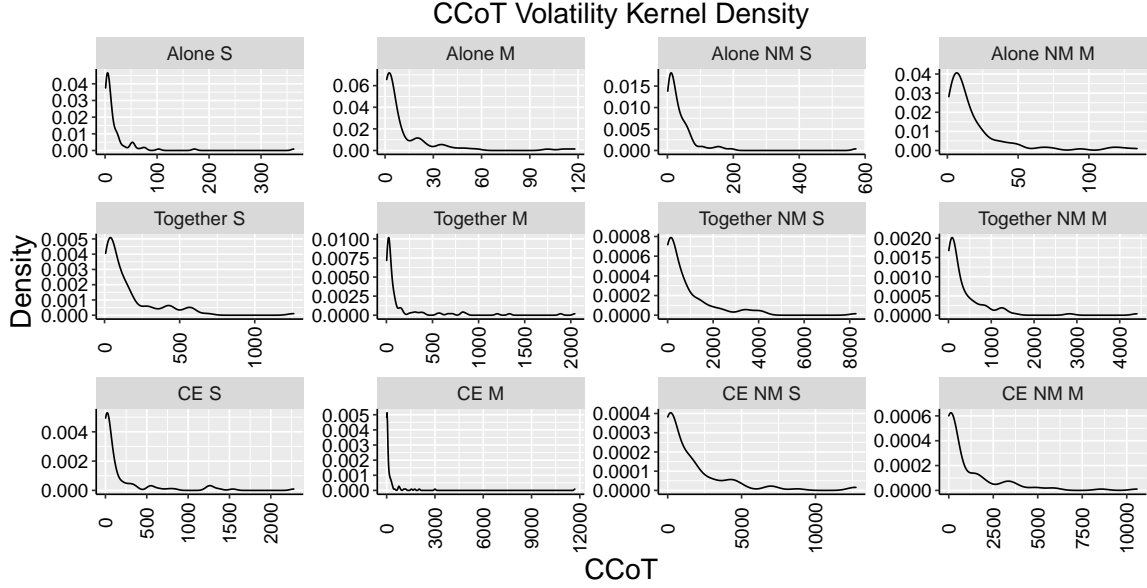 CCoT Volatility Kernel Density
Alone S
Alone M
Alone NM S
Alone NM M
0.04
0.03
0.02
0.01
0.00
0.06
0.04
0.02
0.00
0.015
0.010
0.005
0.000
0.04
0.03
0.02
0.01
0.00
0 100 200 300
0 30 60 90 120
0 200 400 600
0 50 100
Together S
Together M
Together NM S
Together NM M
0.005
0.004
0.003
0.002
0.001
0.000
0.0100
0.0075
0.0050
0.0025
0.0000
0.0008
0.0006
0.0004
0.0002
0.0000
0.0020
0.0015
0.0010
0.0005
0.0000
0 500 1000
0 500 1000 1500 2000
0 2000 4000 6000 8000
0 1000 2000 3000 4000
Density
CE S
CE M
CE NM S
CE NM M
0.004
0.002
0.000
0.005
0.004
0.003
0.002
0.001
0.000
0.0004
0.0003
0.0002
0.0001
0.0000
0.0006
0.0004
0.0002
0.0000
0 500 1000 1500 2000
0 3000 6000 9000 12000
0 5000 10000
0 2500 5000 7500 10000
CCoT